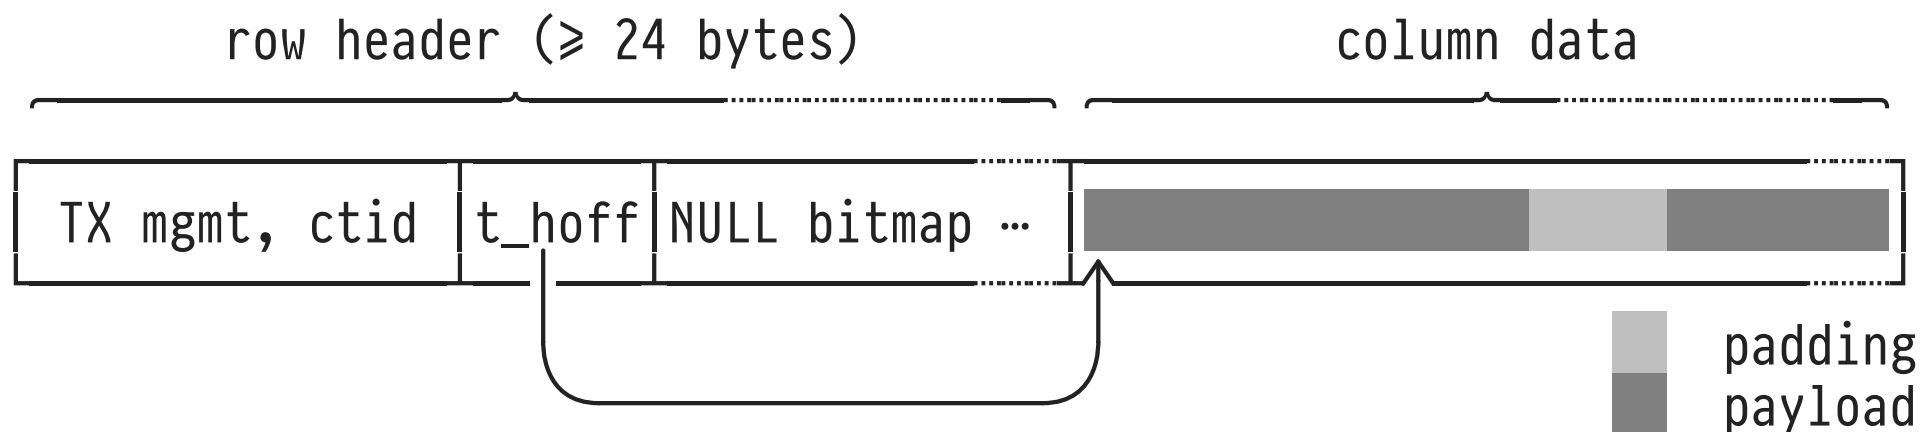 row header (⩾ 24 bytes) column data
TX mgmt, ctid t_hoff NULL bitmap ⋯
padding
payload